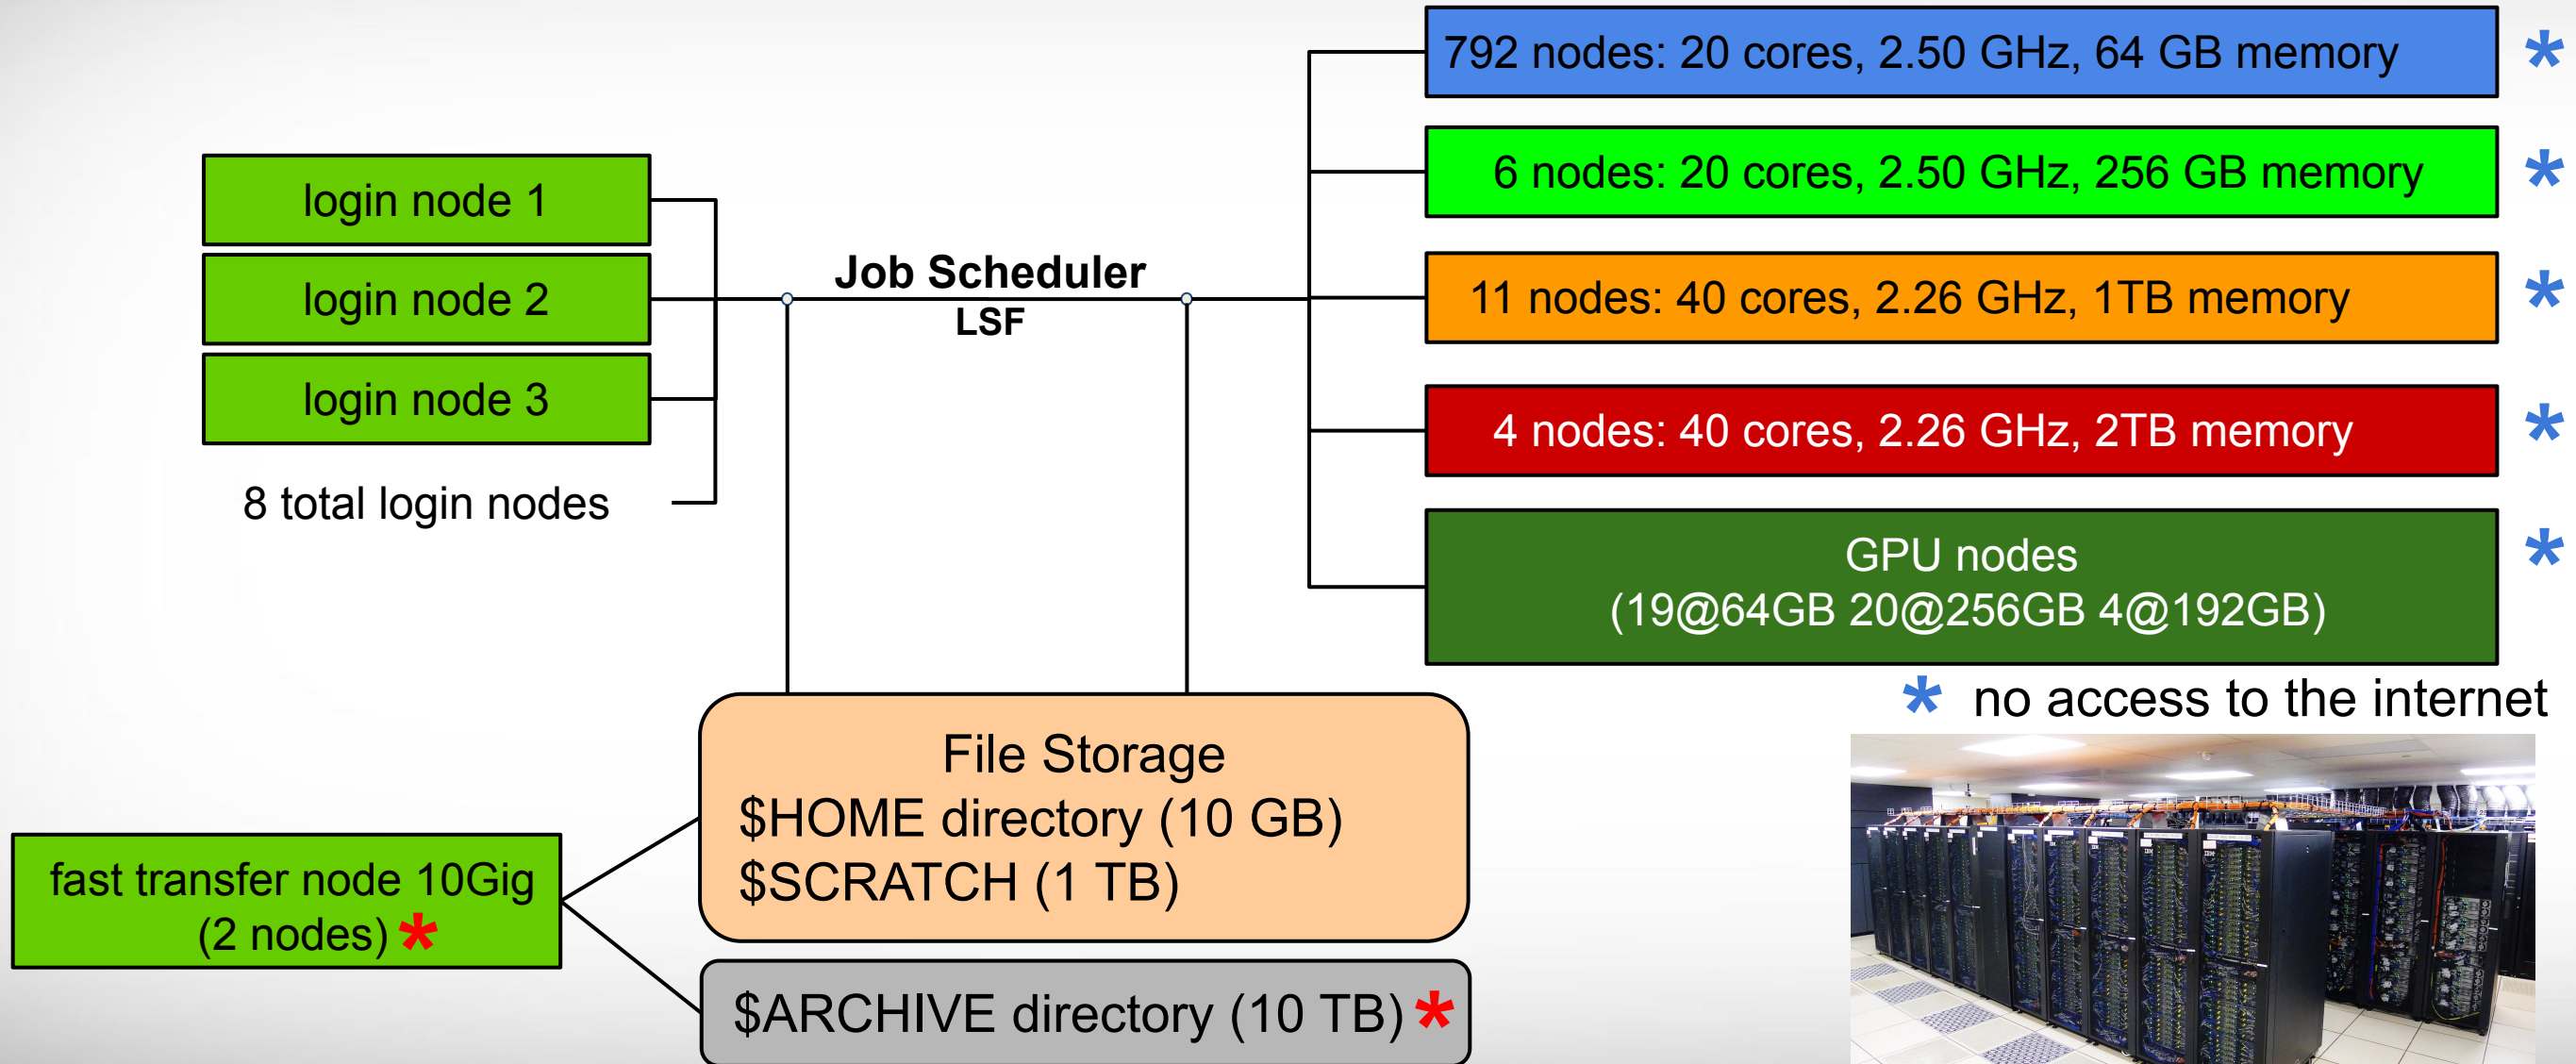 792 nodes: 20 cores, 2.50 GHz, 64 GB memory *
6 nodes: 20 cores, 2.50 GHz, 256 GB memory *
11 nodes: 40 cores, 2.26 GHz, 1TB memory *
4 nodes: 40 cores, 2.26 GHz, 2TB memory *
GPU nodes *
(19@64GB 20@256GB 4@192GB)
* no access to the internet
login node 1
login node 2
login node 3
8 total login nodes
Job Scheduler
LSF
File Storage
$HOME directory (10 GB)
$SCRATCH (1 TB)
fast transfer node 10Gig
(2 nodes) *
$ARCHIVE directory (10 TB) *